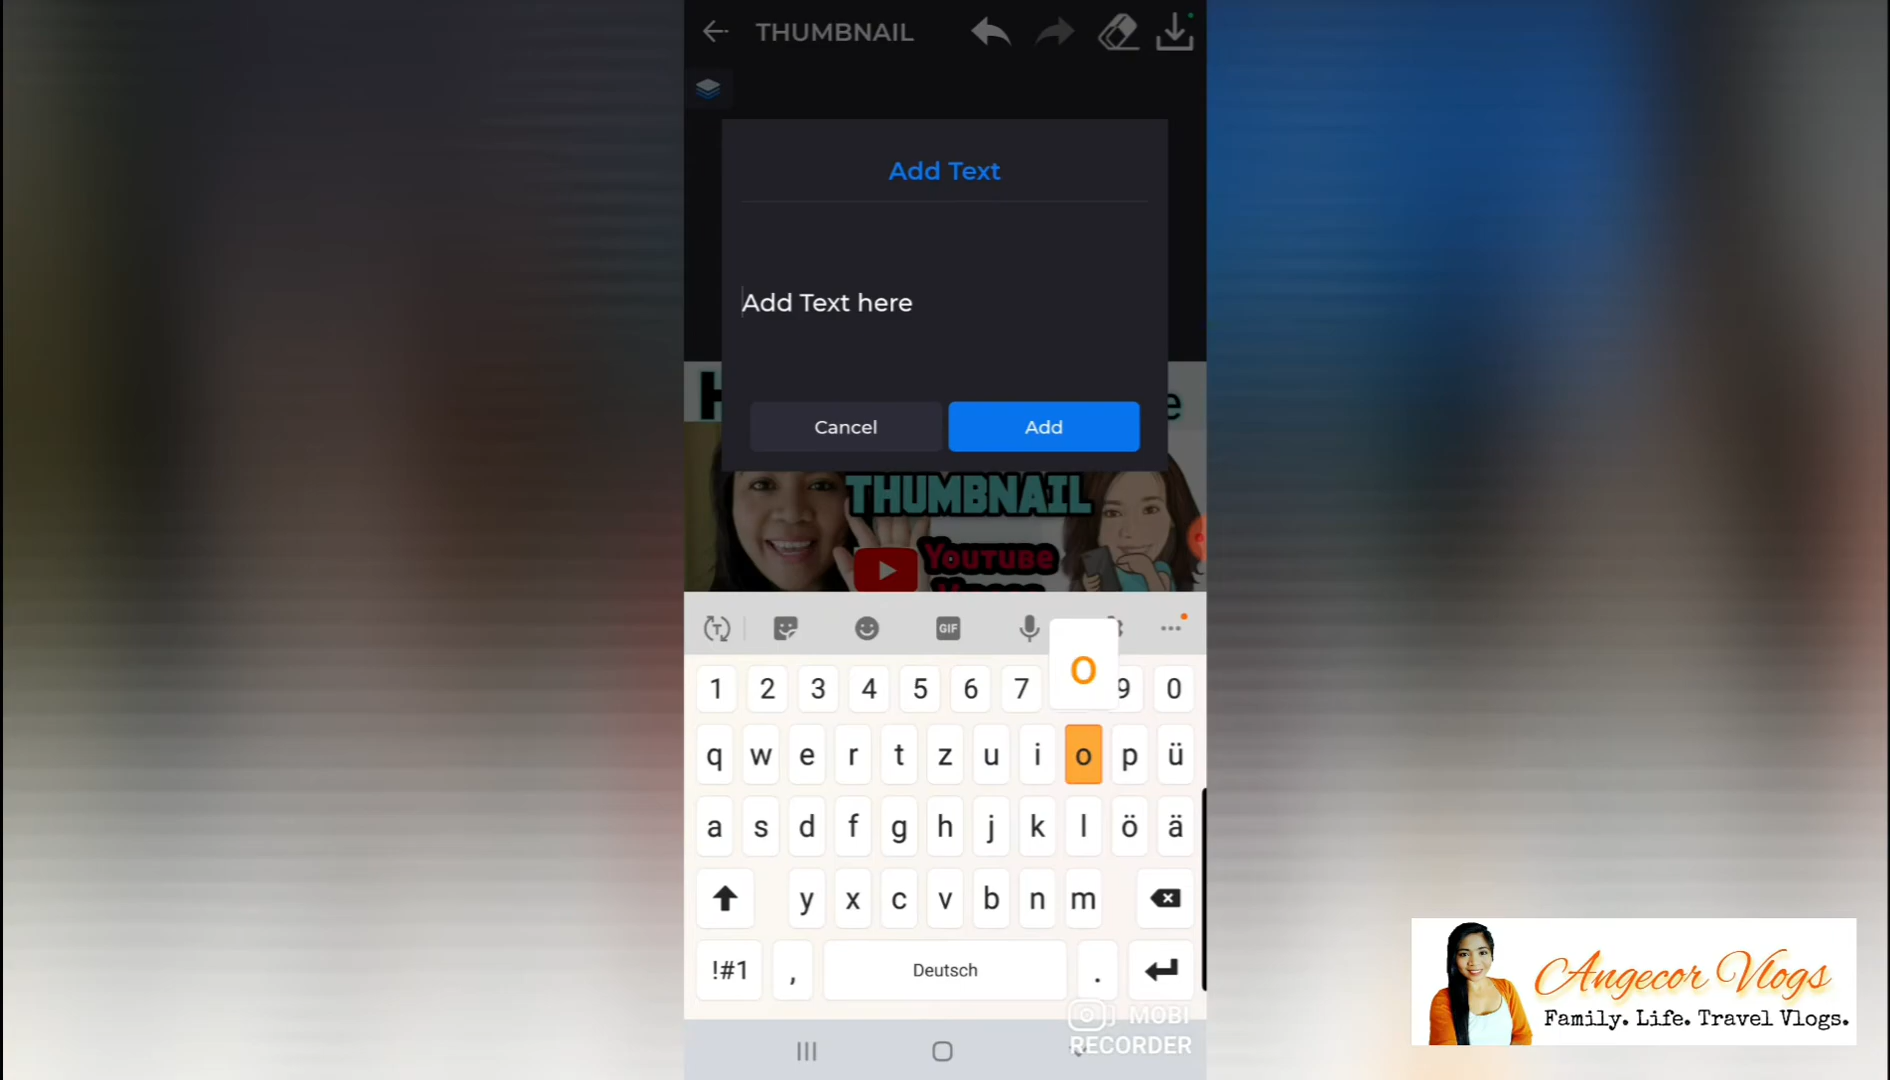 THUMBNAIL
Add Text
Add Text here
Cancel
Add
THUMBNAIL
YouTube
GIF
o
1 2 3 4 5 6 7 9 0
q w e r t z u i o p ü
a s d f g h j k l ö ä
y x c v b n m
!#1 , Deutsch .
MOBI
RECORDER
Angecor Vlogs
Family. Life. Travel Vlogs.